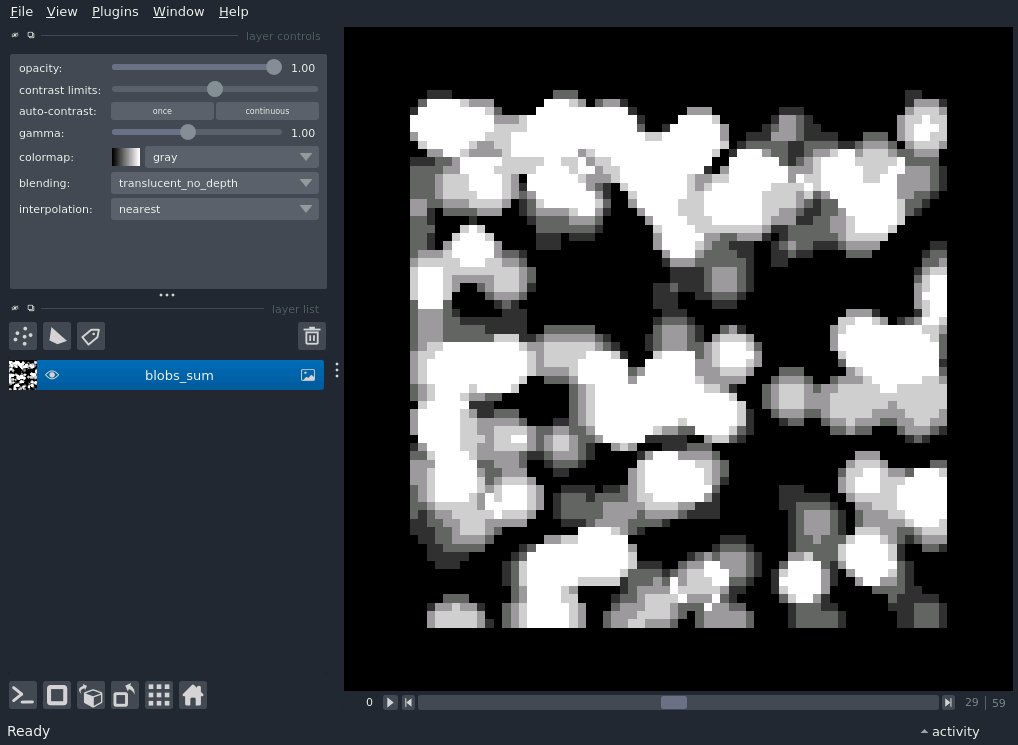 File View Plugins Window Help
layer controls
opacity: 1.00
contrast limits:
auto-contrast: once continuous
gamma: 1.00
colormap: gray
blending: translucent_no_depth
interpolation: nearest
layer list
blobs_sum
0 29 59
Ready activity